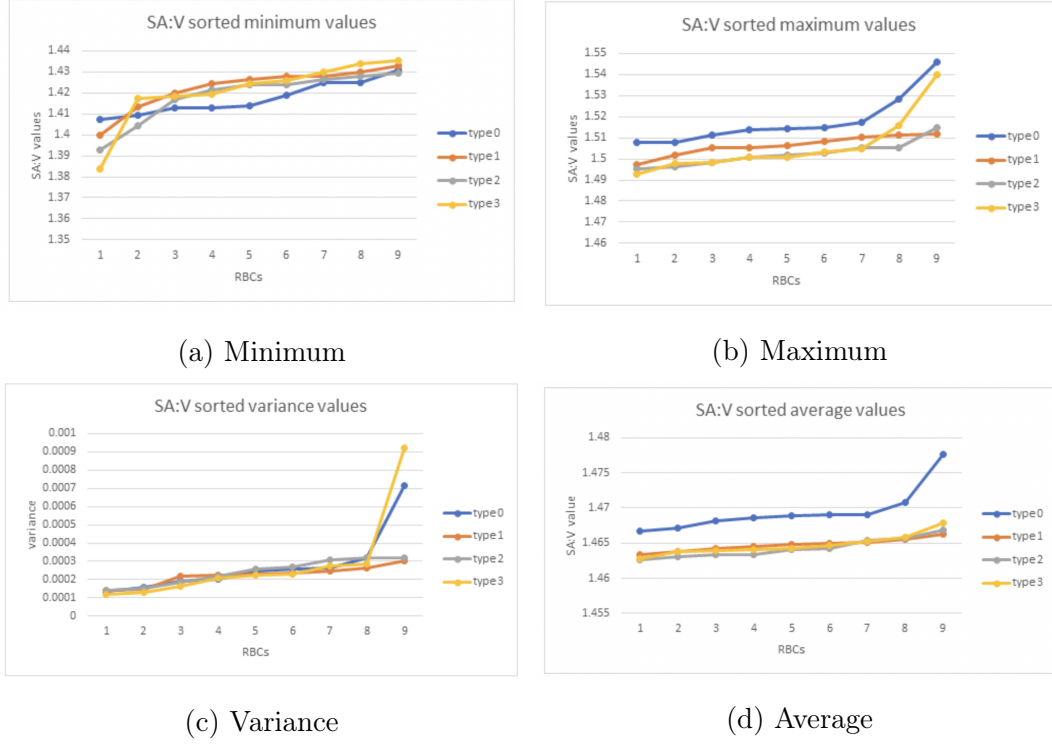 SA:V sorted minimum values
1.44
1.43
1.42
1.41
1.4
1.39
1.38
1.37
1.36
1.35
SA:V values
1 2 3 4 5 6 7 8 9
RBCs
type0
type1
type2
type3
(a) Minimum
SA:V sorted maximum values
1.55
1.54
1.53
1.52
1.51
1.5
1.49
1.48
1.47
1.46
SA:V values
1 2 3 4 5 6 7 8 9
RBCs
type0
type1
type2
type3
(b) Maximum
SA:V sorted variance values
0.001
0.0009
0.0008
0.0007
0.0006
0.0005
0.0004
0.0003
0.0002
0.0001
0
variance
1 2 3 4 5 6 7 8 9
RBCs
type0
type1
type2
type3
(c) Variance
SA:V sorted average values
1.48
1.475
1.47
1.465
1.46
1.455
SA:V value
1 2 3 4 5 6 7 8 9
RBCs
type0
type1
type2
type3
(d) Average